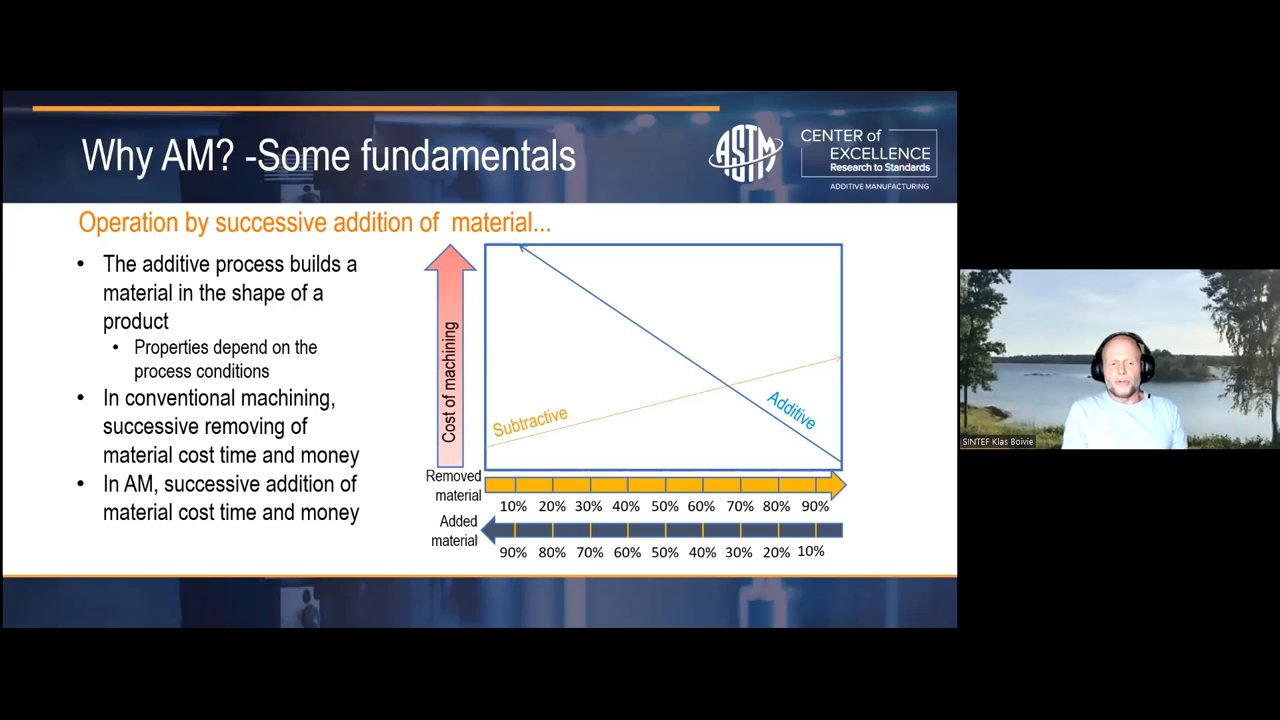 Why AM? -Some fundamentals
ASTM
CENTER of
EXCELLENCE
Research to Standards
ADDITIVE MANUFACTURING
Operation by successive addition of material...
• The additive process builds a
material in the shape of a
product
• Properties depend on the
process conditions
• In conventional machining,
successive removing of
material cost time and money
• In AM, successive addition of
material cost time and money
Cost of machining
Subtractive
Additive
Removed
material
10% 20% 30% 40% 50% 60% 70% 80% 90%
Added
material
90% 80% 70% 60% 50% 40% 30% 20% 10%
SINTEF Klas Boivie